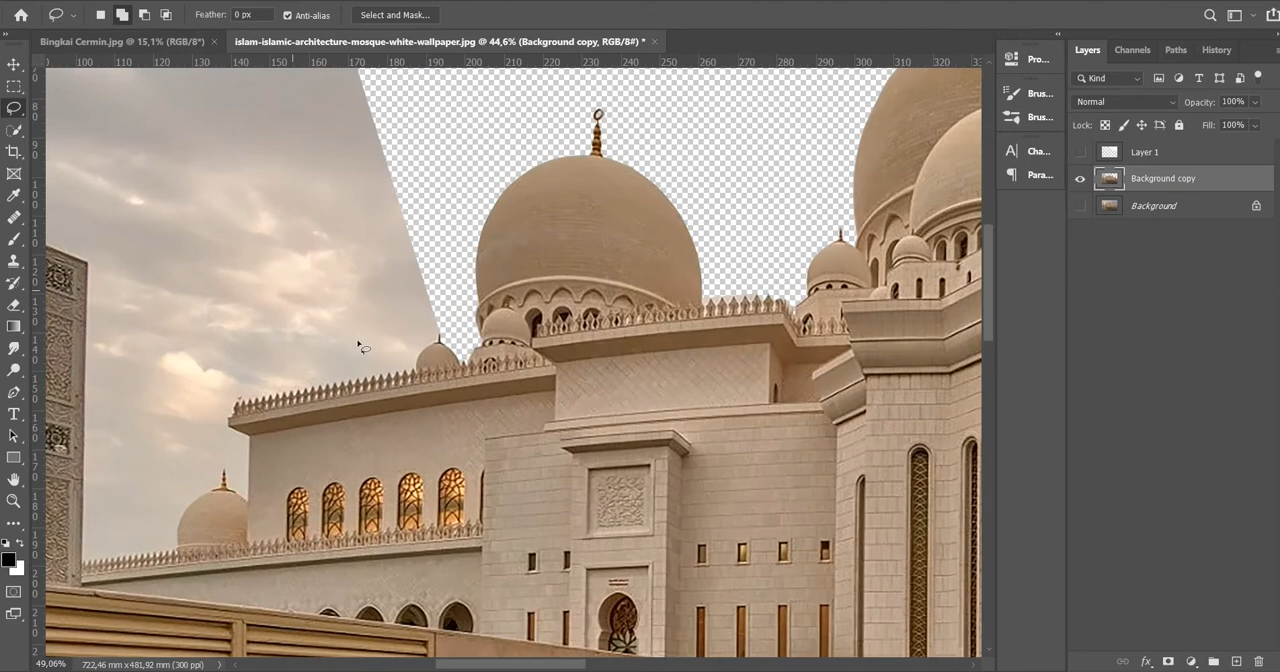 Feather: 0 px
Anti-alias
Select and Mask...
Bingkai Cermin.jpg @ 15,1% (RGB/8*) ×
islam-islamic-architecture-mosque-white-wallpaper.jpg @ 44,6% (Background copy, RGB/8#) * ×
100 110 120 130 140 150 160 170 180 190 200 210 220 230 240 250 260 270 280 290 300 310 320
Pro...
Brus...
Brus...
Cha...
Para...
Layers Channels Paths History
Kind
Normal Opacity: 100%
Lock: Fill: 100%
Layer 1
Background copy
Background
49,06% 722,46 mm x 481,92 mm (300 ppi)